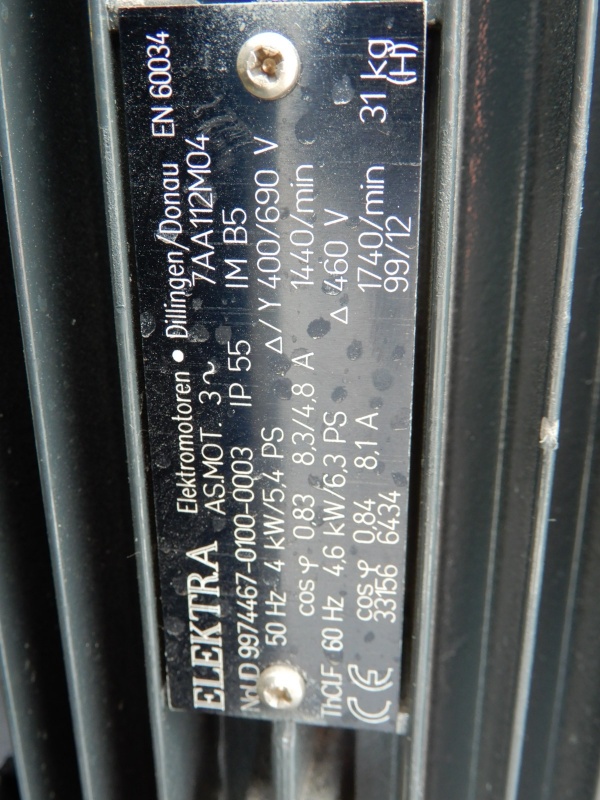 ELEKTRA Elektromotoren • Dillingen/Donau EN 60034
AS.MOT. 3~ 7AA112M04
No/JD 9974467-0100-0003 IP 55 IM B5
50 Hz 4 kW/5,4 PS Δ/Y 400/690 V
cos φ 0,83 8,3/4,8 A 1440/min
Th.Cl.F 60 Hz 4,6 kW/6,3 PS Δ 460 V
cos φ 0,84 8,1 A 1740/min 31 kg
CE 33156 6434 99/12 (H)